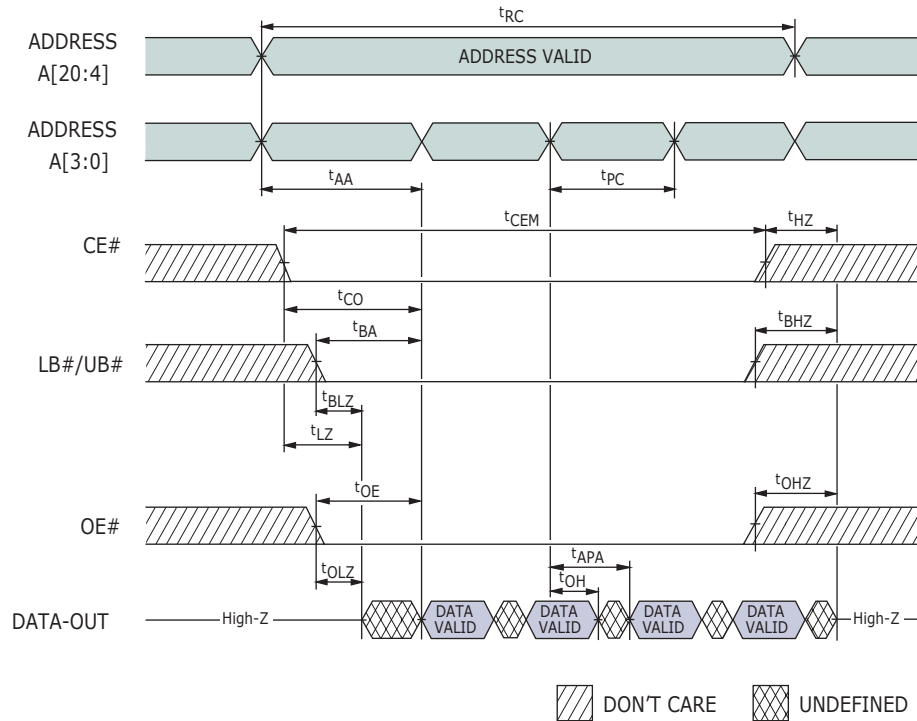 tRC
ADDRESS
A[20:4]
ADDRESS VALID
ADDRESS
A[3:0]
tAA
tPC
tCEM
tHZ
CE#
tCO
tBA
tBHZ
LB#/UB#
tBLZ
tLZ
tOE
tOHZ
OE#
tAPA
tOLZ
tOH
DATA-OUT
High-Z
DATA
VALID
DATA
VALID
DATA
VALID
DATA
VALID
High-Z
DON'T CARE
UNDEFINED